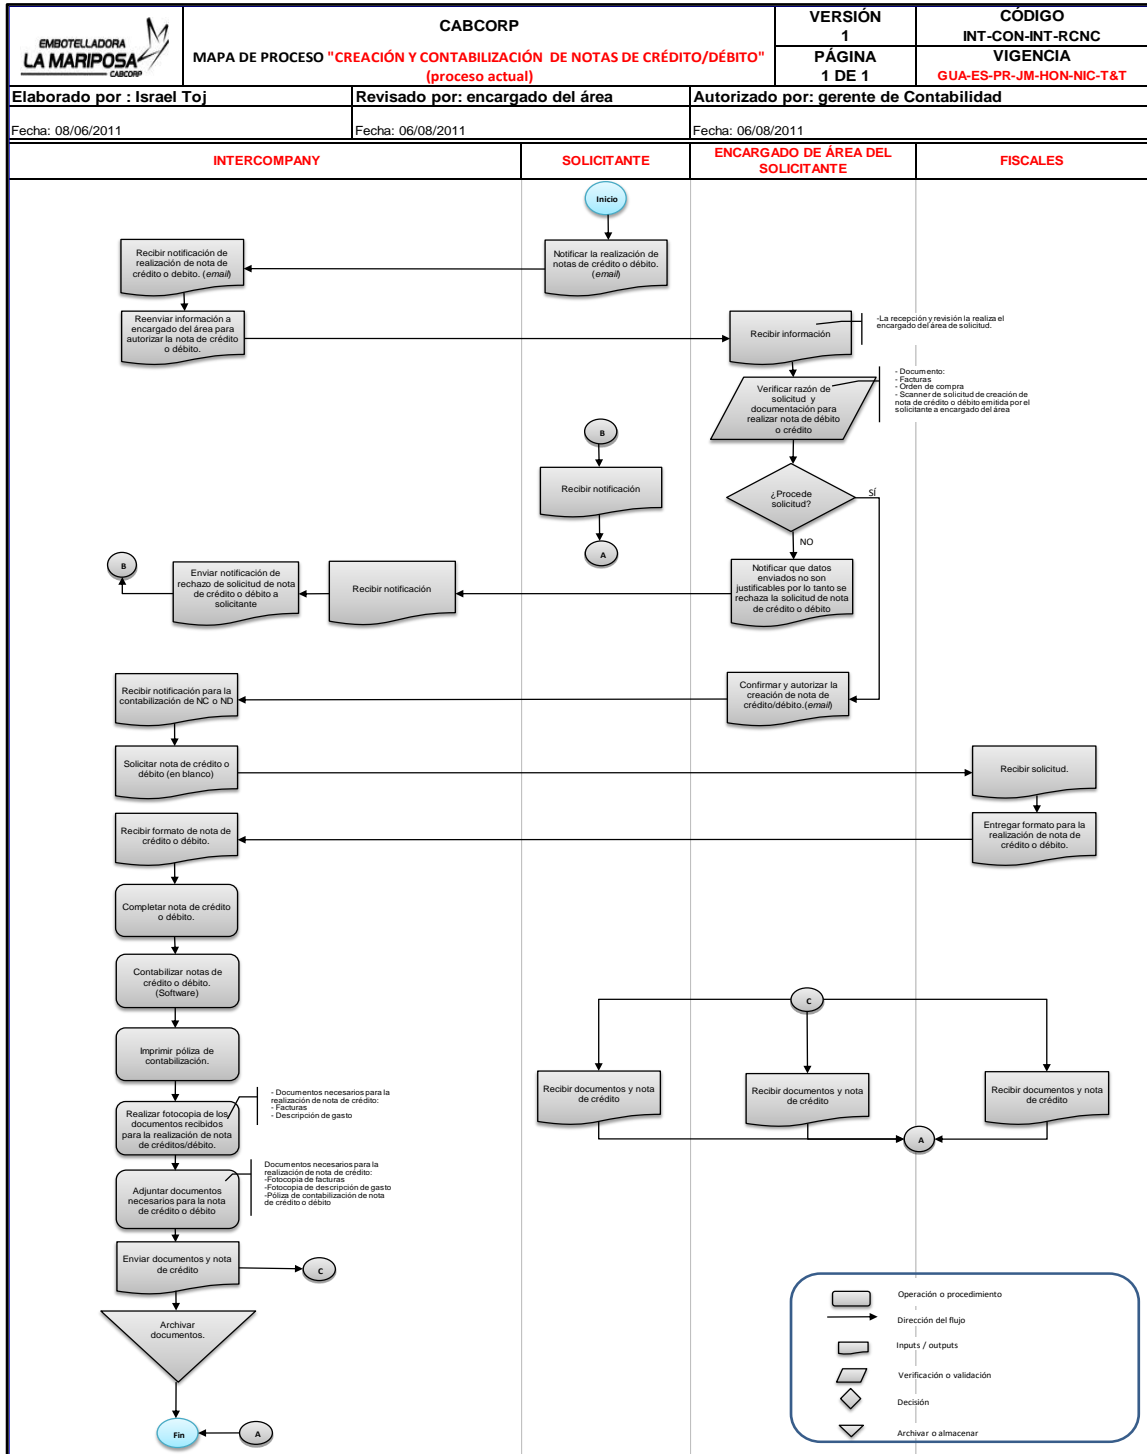 EMBOTELLADORA
LA MARIPOSA
CABCORP
CABCORP
MAPA DE PROCESO "CREACIÓN Y CONTABILIZACIÓN DE NOTAS DE CRÉDITO/DÉBITO"
(proceso actual)
VERSIÓN
1
CÓDIGO
INT-CON-INT-RCNC
PÁGINA
1 DE 1
VIGENCIA
GUA-ES-PR-JM-HON-NIC-T&T
Elaborado por : Israel Toj
Revisado por: encargado del área
Autorizado por: gerente de Contabilidad
Fecha: 08/06/2011
Fecha: 06/08/2011
Fecha: 06/08/2011
INTERCOMPANY
SOLICITANTE
ENCARGADO DE ÁREA DEL
SOLICITANTE
FISCALES
Inicio
Notificar la realización de
notas de crédito o débito.
(email)
Recibir notificación de
realización de nota de
crédito o debito. (email)
Reenviar información a
encargado del área para
autorizar la nota de crédito
o débito.
Recibir información
-La recepción y revisión la realiza el
encargado del área de solicitud.
Verificar razón de
solicitud y
documentación para
realizar nota de débito
o crédito
- Documento:
- Facturas
- Orden de compra
- Scanner de solicitud de creación de
nota de crédito o débito emitida por el
solicitante a encargado del área
B
Recibir notificación
A
¿Procede
solicitud?
SÍ
NO
Notificar que datos
enviados no son
justificables por lo tanto se
rechaza la solicitud de nota
de crédito o débito
Recibir notificación
Enviar notificación de
rechazo de solicitud de nota
de crédito o débito a
solicitante
B
Confirmar y autorizar la
creación de nota de
crédito/débito.(email)
Recibir notificación para la
contabilización de NC o ND
Solicitar nota de crédito o
débito (en blanco)
Recibir solicitud.
Entregar formato para la
realización de nota de
crédito o débito.
Recibir formato de nota de
crédito o débito.
Completar nota de crédito
o débito.
Contabilizar notas de
crédito o débito.
(Software)
Imprimir póliza de
contabilización.
Realizar fotocopia de los
documentos recibidos
para la realización de nota
de créditos/débito.
- Documentos necesarios para la
realización de nota de crédito:
- Facturas
- Descripción de gasto
Adjuntar documentos
necesarios para la nota
de crédito o débito
Documentos necesarios para la
realización de nota de crédito:
-Fotocopia de facturas
-Fotocopia de descripción de gasto
-Póliza de contabilización de nota
de crédito o débito
Enviar documentos y nota
de crédito
C
Archivar
documentos.
Fin
A
C
Recibir documentos y nota
de crédito
Recibir documentos y nota
de crédito
Recibir documentos y nota
de crédito
A
Operación o procedimiento
Dirección del flujo
Inputs / outputs
Verificación o validación
Decisión
Archivar o almacenar